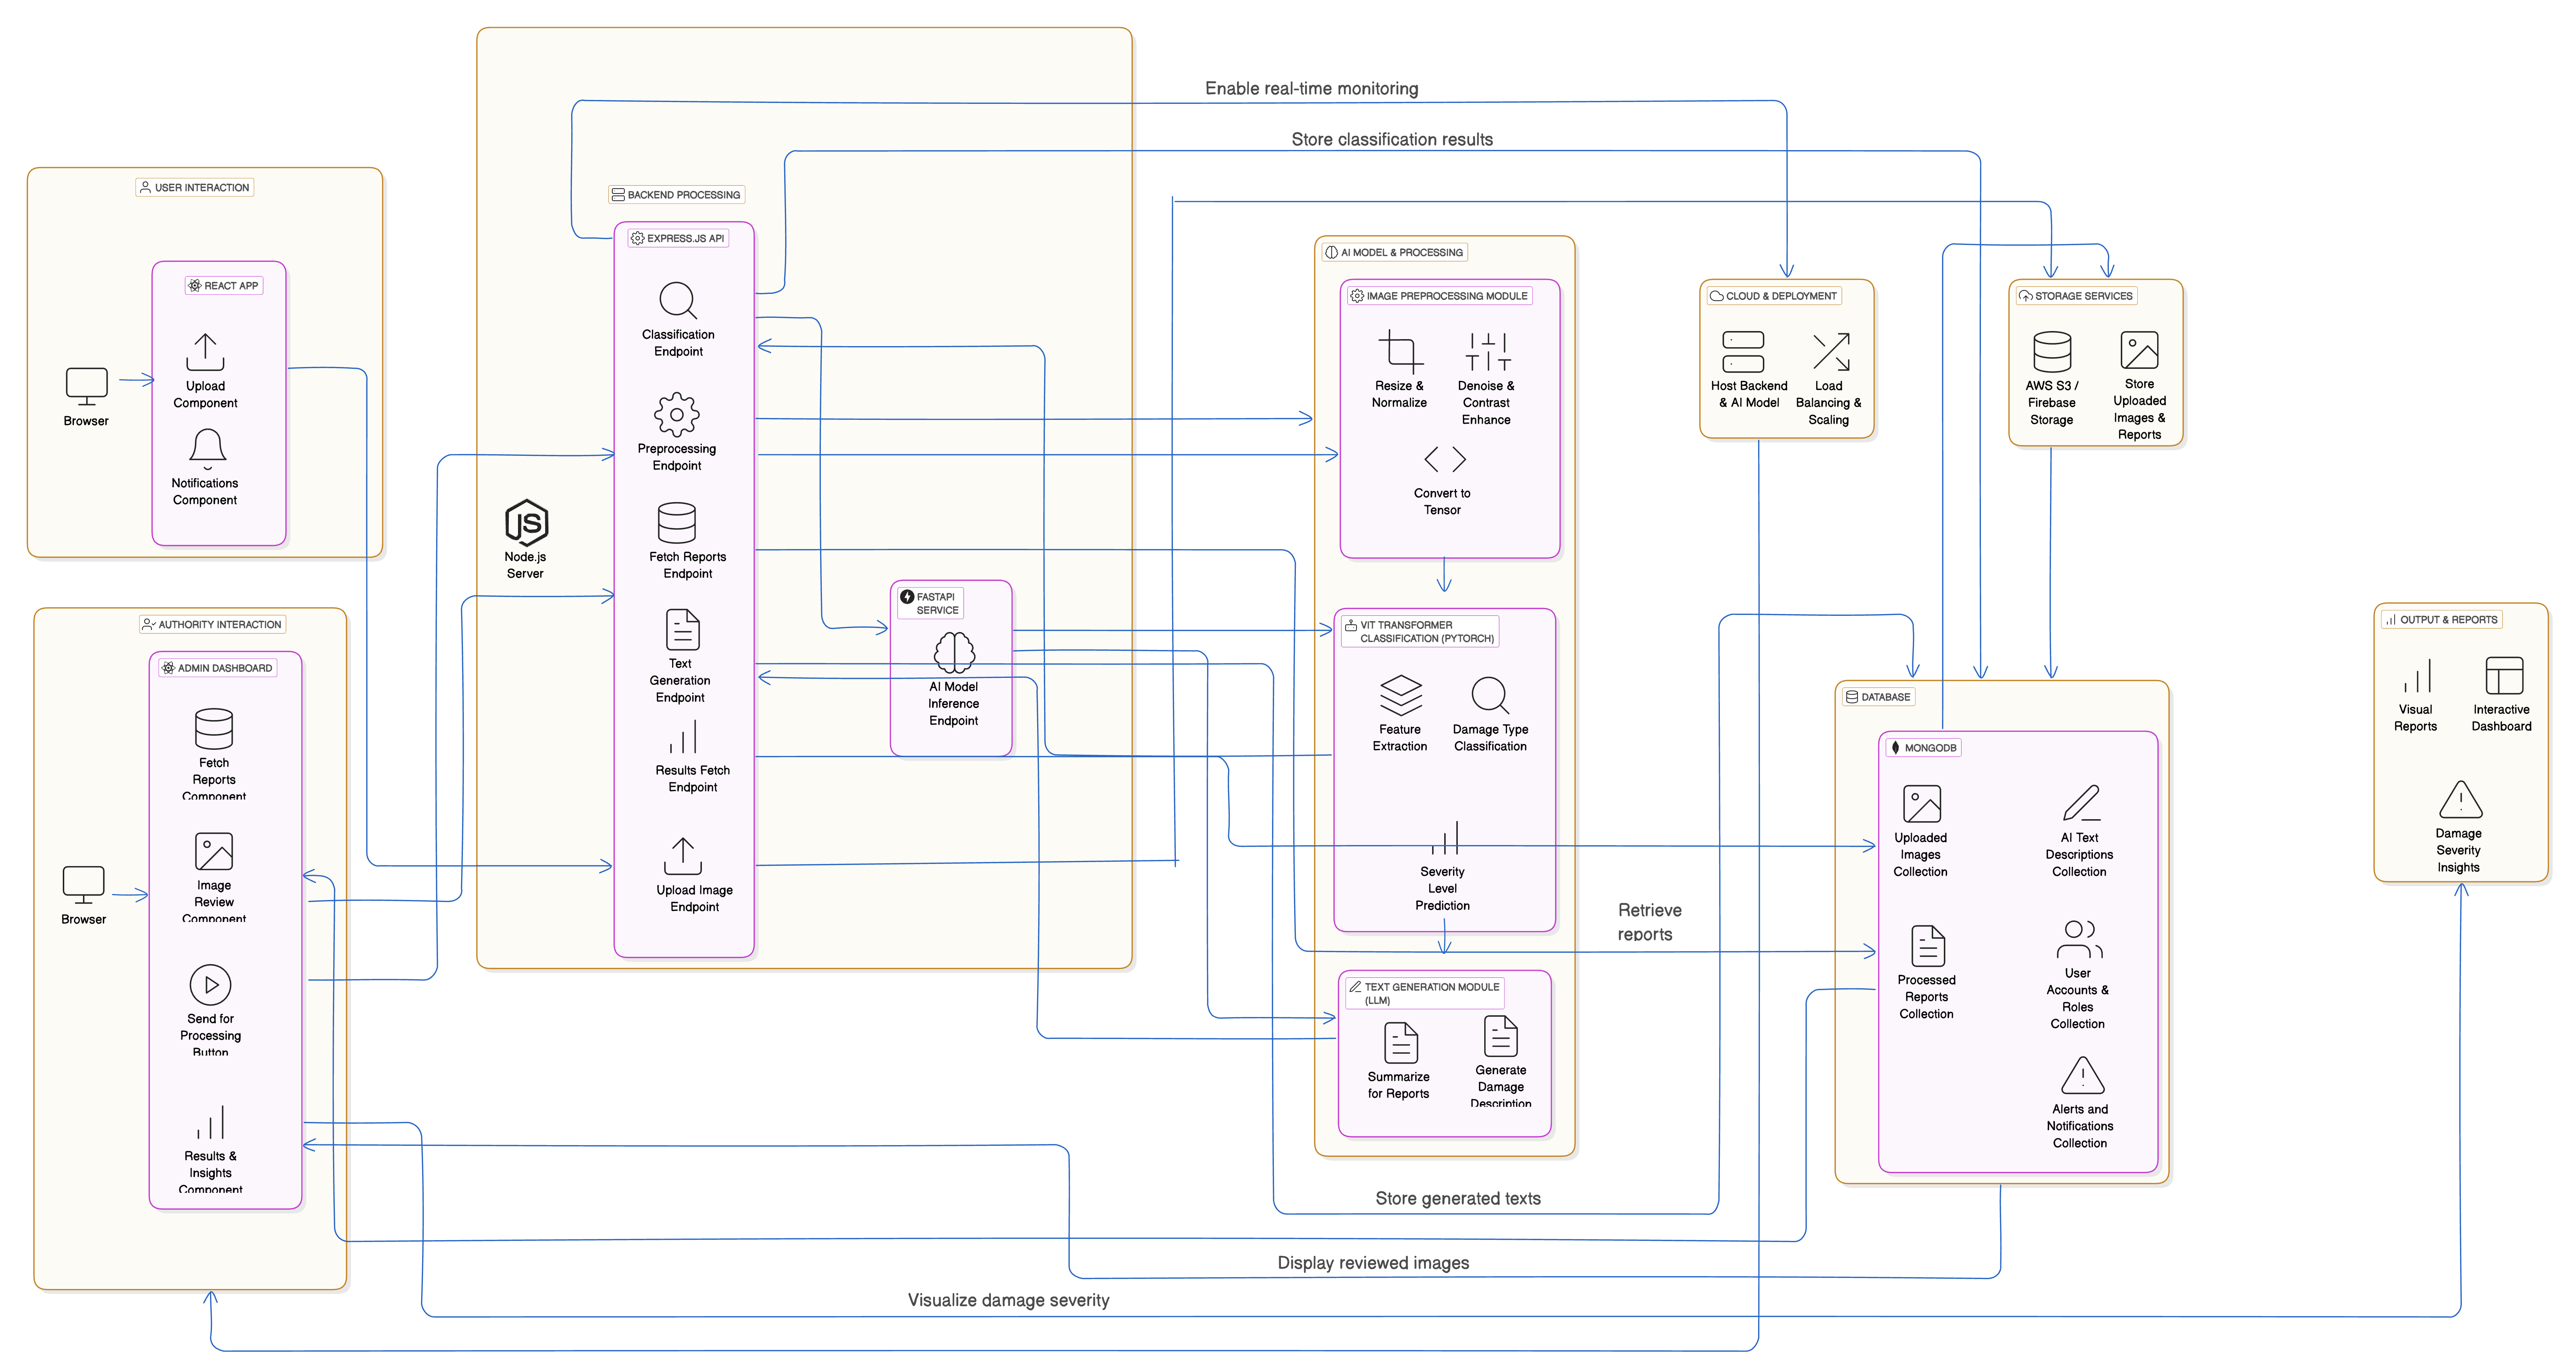 Enable real-time monitoring
Store classification results
USER INTERACTION
REACT APP
Upload
Component
Browser
Notifications
Component
AUTHORITY INTERACTION
ADMIN DASHBOARD
Fetch
Reports
Component
Image
Review
Component
Browser
Send for
Processing
Button
Results &
Insights
Component
BACKEND PROCESSING
EXPRESS.JS API
Classification
Endpoint
Preprocessing
Endpoint
JS
Node.js
Server
Fetch Reports
Endpoint
Text
Generation
Endpoint
Results Fetch
Endpoint
Upload Image
Endpoint
FASTAPI
SERVICE
AI Model
Inference
Endpoint
AI MODEL & PROCESSING
IMAGE PREPROCESSING MODULE
Resize &
Normalize
Denoise &
Contrast
Enhance
Convert to
Tensor
VIT TRANSFORMER
CLASSIFICATION (PYTORCH)
Feature
Extraction
Damage Type
Classification
Severity
Level
Prediction
TEXT GENERATION MODULE
(LLM)
Summarize
for Reports
Generate
Damage
Description
CLOUD & DEPLOYMENT
Host Backend
& AI Model
Load
Balancing &
Scaling
STORAGE SERVICES
AWS S3 /
Firebase
Storage
Store
Uploaded
Images &
Reports
DATABASE
MONGODB
Uploaded
Images
Collection
AI Text
Descriptions
Collection
Processed
Reports
Collection
User
Accounts &
Roles
Collection
Alerts and
Notifications
Collection
OUTPUT & REPORTS
Visual
Reports
Interactive
Dashboard
Damage
Severity
Insights
Retrieve
reports
Store generated texts
Display reviewed images
Visualize damage severity